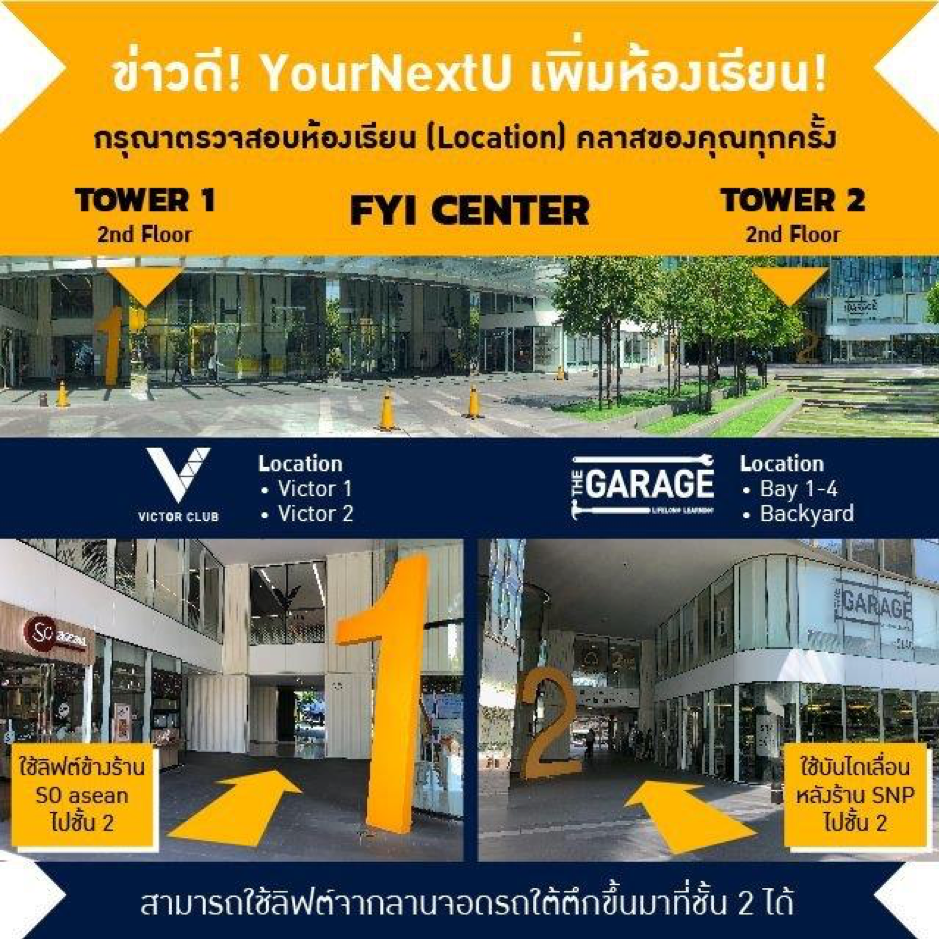 ข่าวดี! YourNextU เพิ่มห้องเรียน!
กรุณาตรวจสอบห้องเรียน (Location) คลาสของคุณทุกครั้ง
TOWER 1
2nd Floor
FYI CENTER
TOWER 2
2nd Floor
1
2
GARAGE
VICTOR CLUB
Location
• Victor 1
• Victor 2
THE GARAGE
LIFELONG LEARNING
Location
• Bay 1-4
• Backyard
SO asean
1
ใช้ลิฟต์ข้างร้าน
SO asean
ไปชั้น 2
2
THE GARAGE
ใช้บันไดเลื่อน
หลังร้าน SNP
ไปชั้น 2
สามารถใช้ลิฟต์จากลานจอดรถใต้ตึกขึ้นมาที่ชั้น 2 ได้